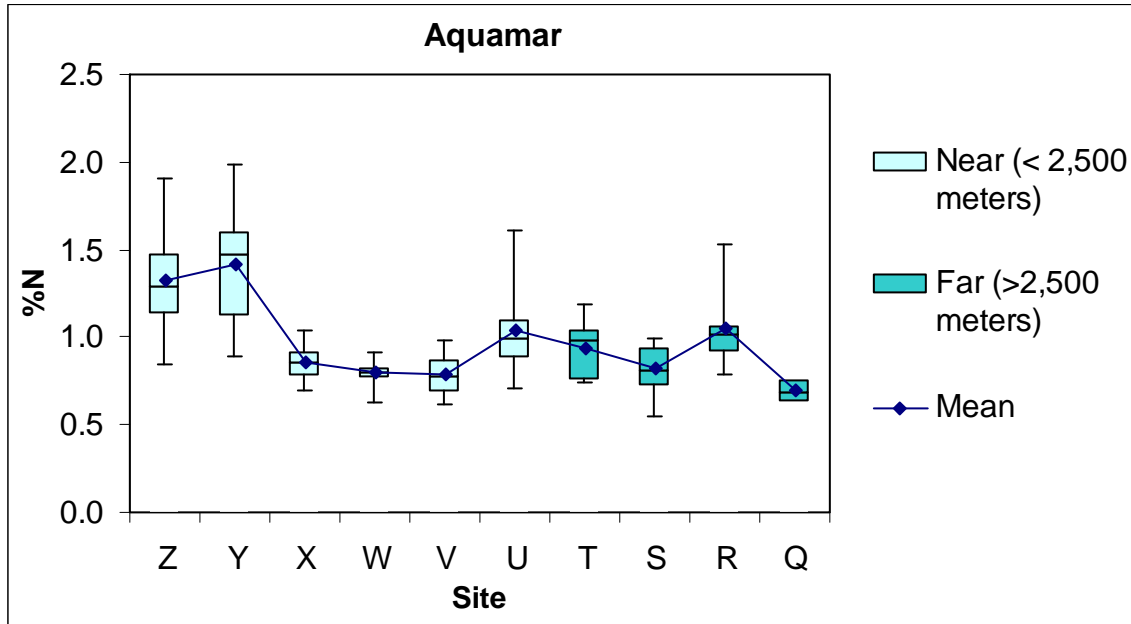 Aquamar
2.5
2.0
1.5
1.0
0.5
0.0
%N
Z Y X W V U T S R Q
Site
Near (< 2,500
meters)
Far (>2,500
meters)
Mean